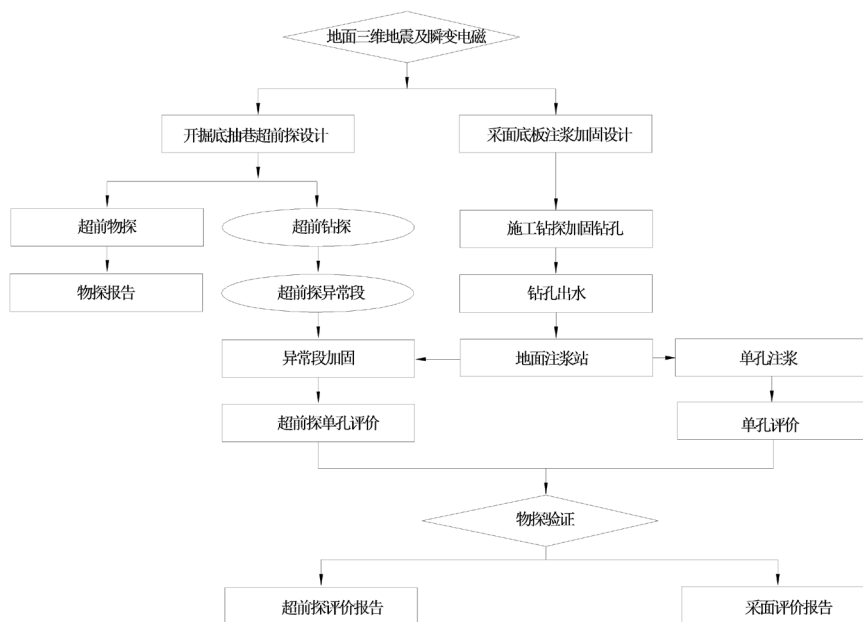 地面三维地震及瞬变电磁
开掘底抽巷超前探设计
采面底板注浆加固设计
超前物探
超前钻探
施工钻探加固钻孔
物探报告
超前探异常段
钻孔出水
异常段加固
地面注浆站
单孔注浆
超前探单孔评价
单孔评价
物探验证
超前探评价报告
采面评价报告